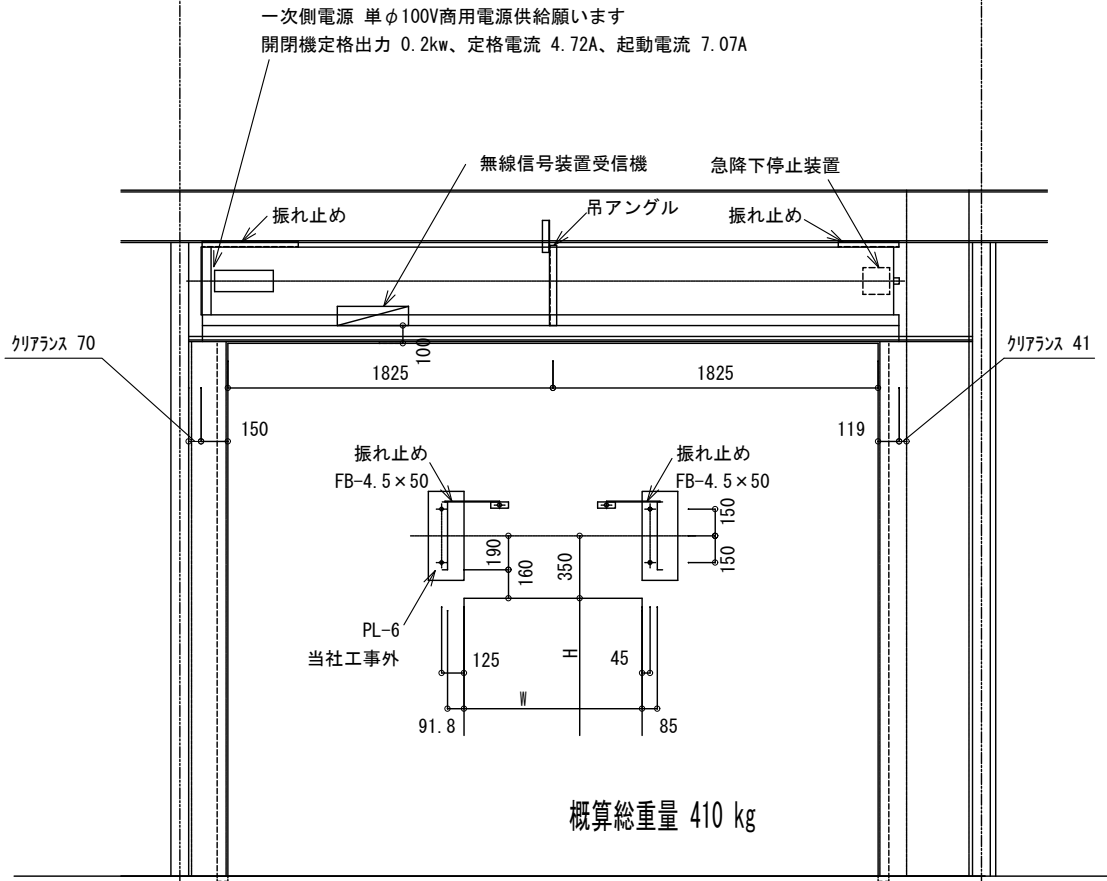 一次側電源 単φ100V商用電源供給願います
開閉機定格出力 0.2kw、定格電流 4.72A、起動電流 7.07A
無線信号装置受信機
急降下停止装置
振れ止め
吊アングル
振れ止め
クリアランス 70
クリアランス 41
100
1825
1825
150
119
振れ止め
FB-4.5×50
振れ止め
FB-4.5×50
150
150
190
160
350
PL-6
当社工事外
125
H
45
W
91.8
85
概算総重量 410 kg